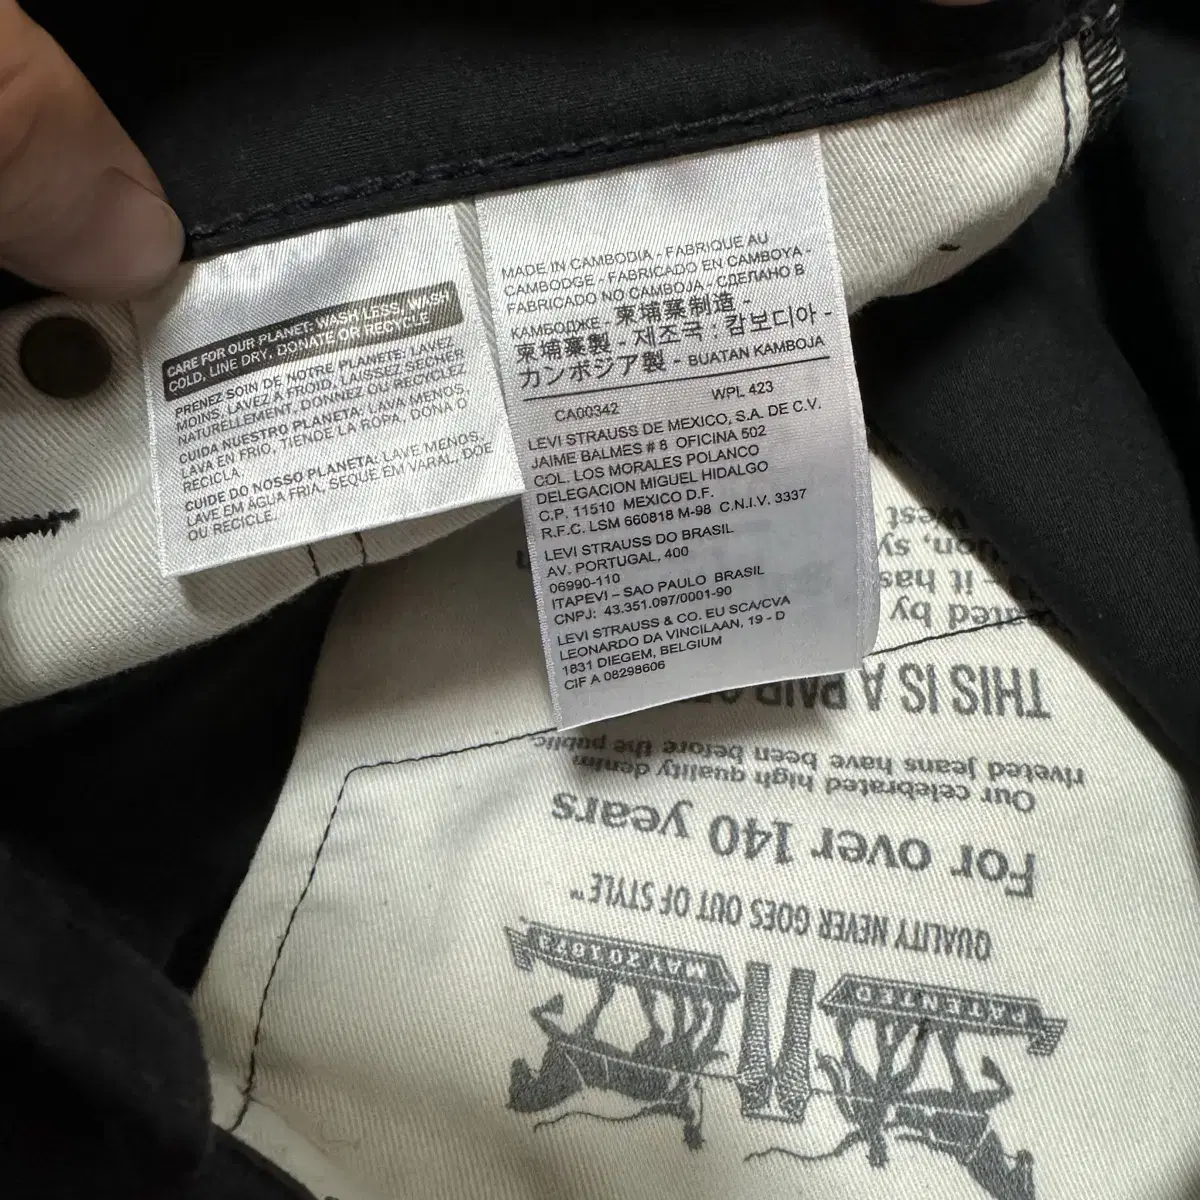 CARE FOR OUR PLANET: WASH LESS, WASH
COLD, LINE DRY, DONATE OR RECYCLE
PRENEZ SOIN DE NOTRE PLANETE: LAVEZ
MOINS, LAVEZ A FROID, LAISSEZ SECHER
NATURELLEMENT, DONNEZ OU RECYCLEZ
CUIDA NUESTRO PLANETA: LAVA MENOS,
LAVA EN FRIO, TIENDE LA ROPA, DONA O
RECICLA
CUIDE DO NOSSO PLANETA: LAVE MENOS,
LAVE EM ÁGUA FRIA, SEQUE EM VARAL, DOE
OU RECICLE.
MADE IN CAMBODIA - FABRIQUE AU
CAMBODGE - FABRICADO EN CAMBOYA -
FABRICADO NO CAMBOJA - СДЕЛАНО В
КАМБОДЖЕ - 柬埔寨制造 -
柬埔寨製 - 제조국 : 캄보디아 -
カンボジア製 - BUATAN KAMBOJA
CA00342 WPL 423
LEVI STRAUSS DE MEXICO, S.A. DE C.V.
JAIME BALMES # 8 OFICINA 502
COL. LOS MORALES POLANCO
DELEGACION MIGUEL HIDALGO
C.P. 11510 MEXICO D.F.
R.F.C. LSM 660818 M-98 C.N.I.V. 3337
LEVI STRAUSS DO BRASIL
AV. PORTUGAL, 400
06990-110
ITAPEVI – SAO PAULO BRASIL
CNPJ: 43.351.097/0001-90
LEVI STRAUSS & CO. EU SCA/CVA
LEONARDO DA VINCILAAN, 19 - D
1831 DIEGEM, BELGIUM
CIF A 08298606
PATENTED MAY 20 1873
QUALITY NEVER GOES OUT OF STYLE™
For over 140 years
Our celebrated high quality denim
riveted jeans have been before the public.
THIS IS A PAIR
by
it has
West